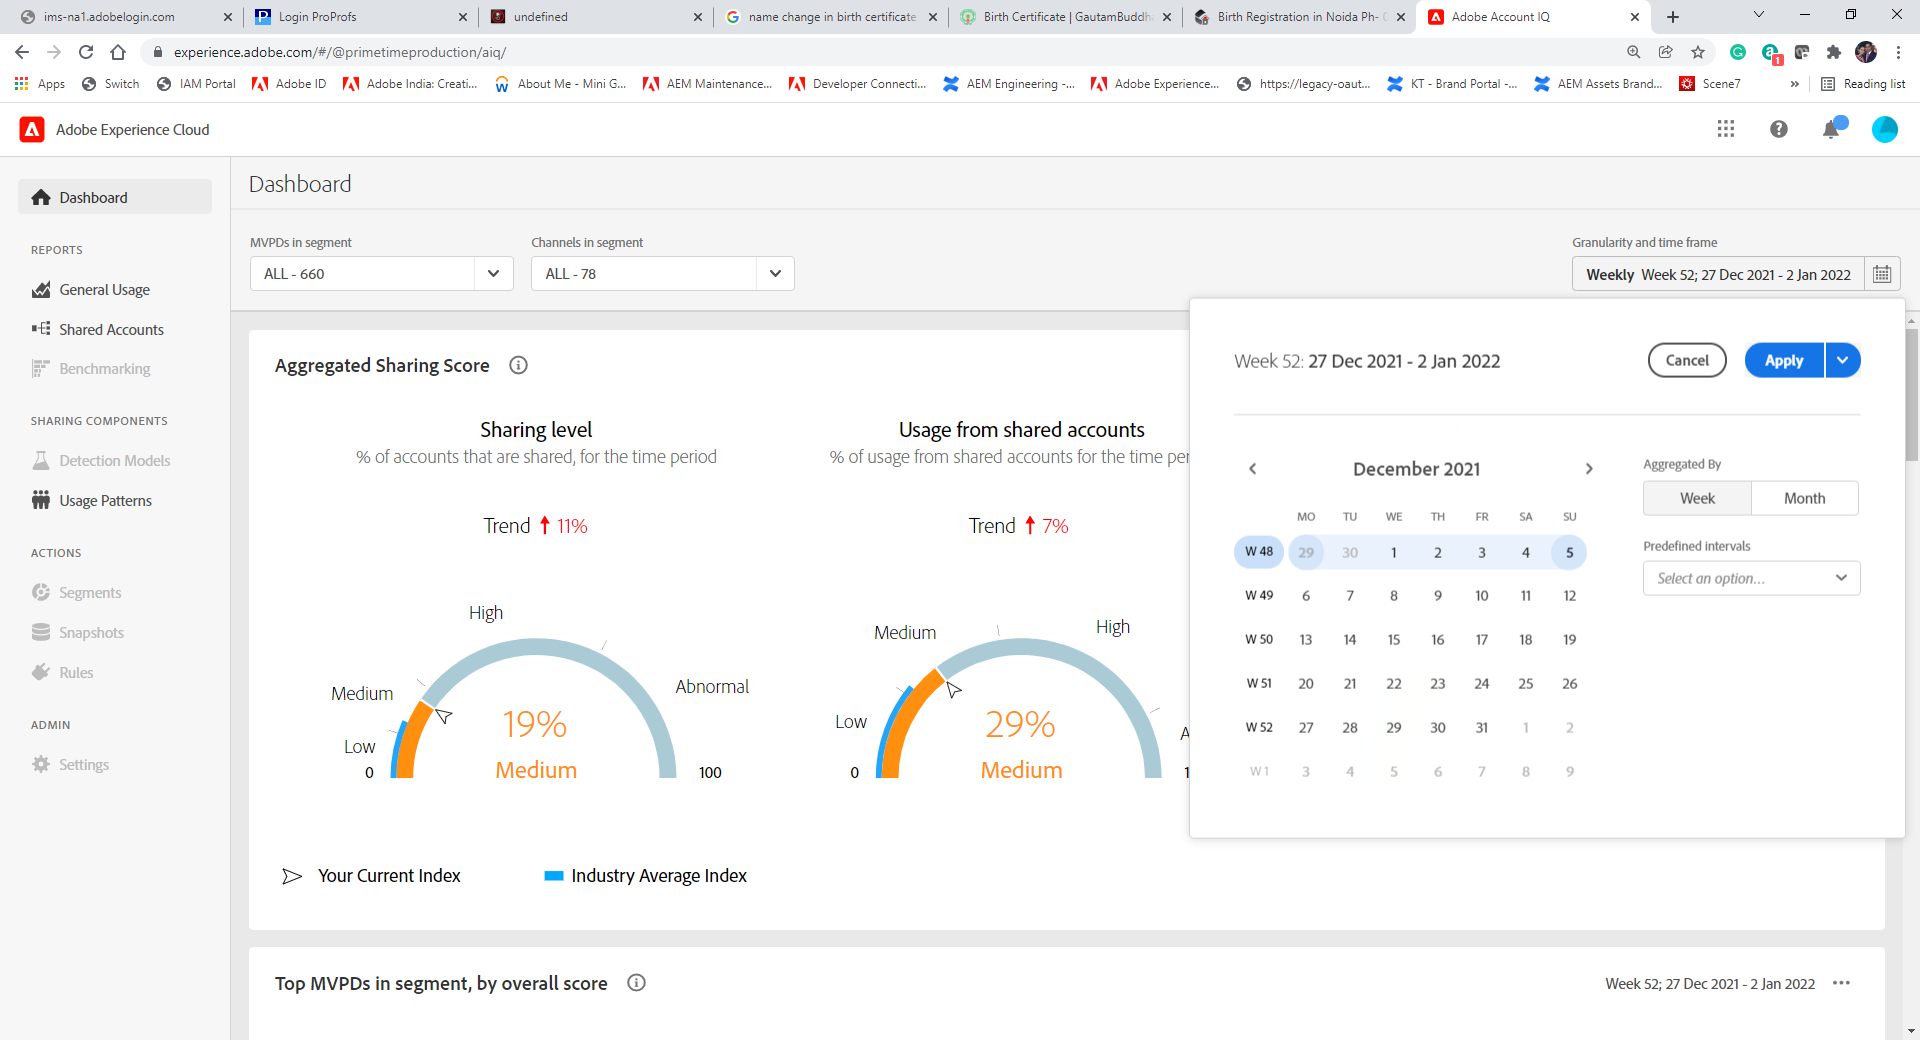 ims-na1.adobelogin.com
Login ProProfs
undefined
name change in birth certificate
Birth Certificate | GautamBuddh
Birth Registration in Noida Ph-
Adobe Account IQ
experience.adobe.com/#/@primetimeproduction/aiq/
1
Apps
Switch
IAM Portal
Adobe ID
Adobe India: Creati...
About Me - Mini G...
AEM Maintenance...
Developer Connecti...
AEM Engineering -...
Adobe Experience...
https://legacy-oaut...
KT - Brand Portal -...
AEM Assets Brand...
Scene7
»
Reading list
Adobe Experience Cloud
Dashboard
REPORTS
General Usage
Shared Accounts
Benchmarking
SHARING COMPONENTS
Detection Models
Usage Patterns
ACTIONS
Segments
Snapshots
Rules
ADMIN
Settings
Dashboard
MVPDs in segment
ALL - 660
Channels in segment
ALL - 78
Granularity and time frame
Weekly Week 52; 27 Dec 2021 - 2 Jan 2022
Aggregated Sharing Score
Sharing level
% of accounts that are shared, for the time period
Trend 11%
High
Medium
Abnormal
Low
0
19%
Medium
100
Usage from shared accounts
% of usage from shared accounts for the time per
Trend 7%
Medium
High
Low
A
0
29%
Medium
1
Your Current Index
Industry Average Index
Week 52: 27 Dec 2021 - 2 Jan 2022
Cancel
Apply
December 2021
MO TU WE TH FR SA SU
W 48 29 30 1 2 3 4 5
W 49 6 7 8 9 10 11 12
W 50 13 14 15 16 17 18 19
W 51 20 21 22 23 24 25 26
W 52 27 28 29 30 31 1 2
W 1 3 4 5 6 7 8 9
Aggregated By
Week
Month
Predefined intervals
Select an option...
Top MVPDs in segment, by overall score
Week 52; 27 Dec 2021 - 2 Jan 2022